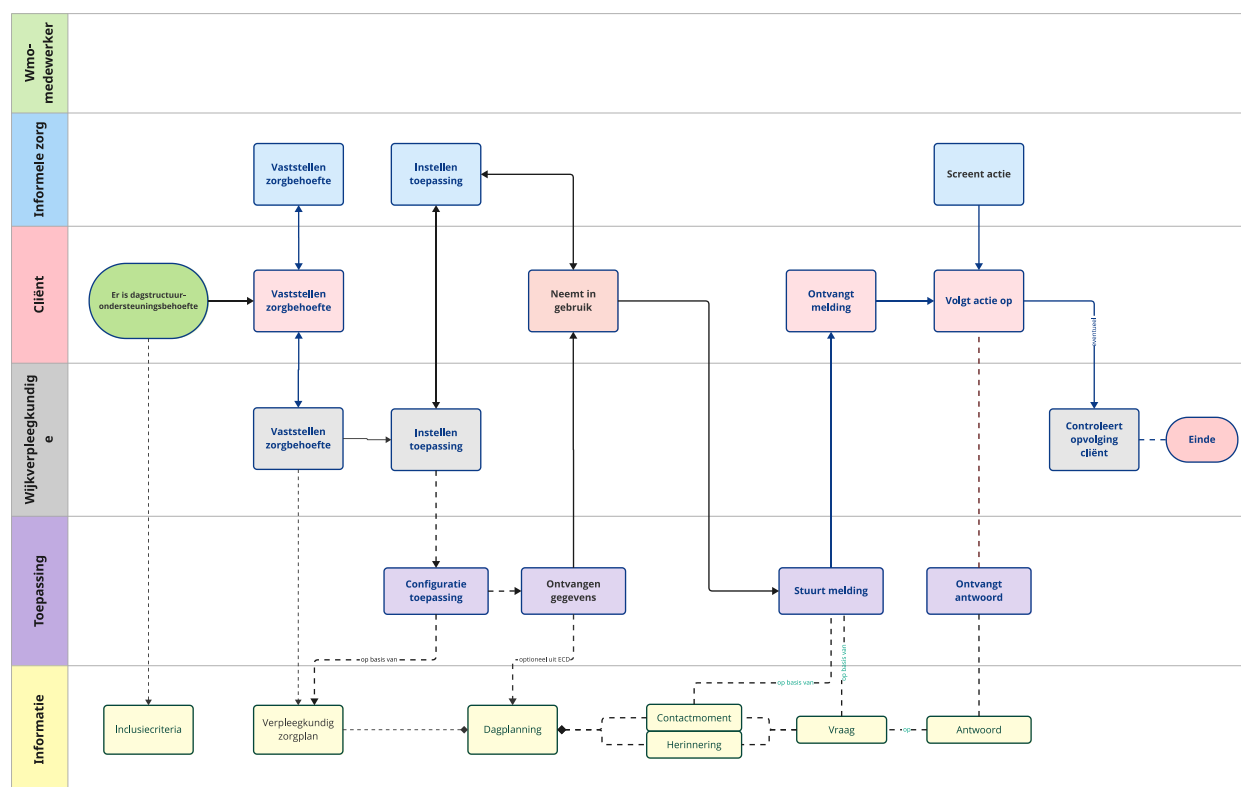 Wmo-
medewerker
Informele zorg
Vaststellen
zorgbehoefte
Instellen
toepassing
Screent actie
Cliënt
Er is dagstructuur-
ondersteuningsbehoefte
Vaststellen
zorgbehoefte
Neemt in
gebruik
Ontvangt
melding
Volgt actie op
eventueel
Wijkverpleegkundig
e
Vaststellen
zorgbehoefte
Instellen
toepassing
Controleert
opvolging
cliënt
Einde
Toepassing
Configuratie
toepassing
Ontvangen
gegevens
Stuurt melding
Ontvangt
antwoord
op basis van
optioneel uit ECD
op basis van
op basis van
Informatie
Inclusiecriteria
Verpleegkundig
zorgplan
Dagplanning
Contactmoment
Herinnering
Vraag
op
Antwoord